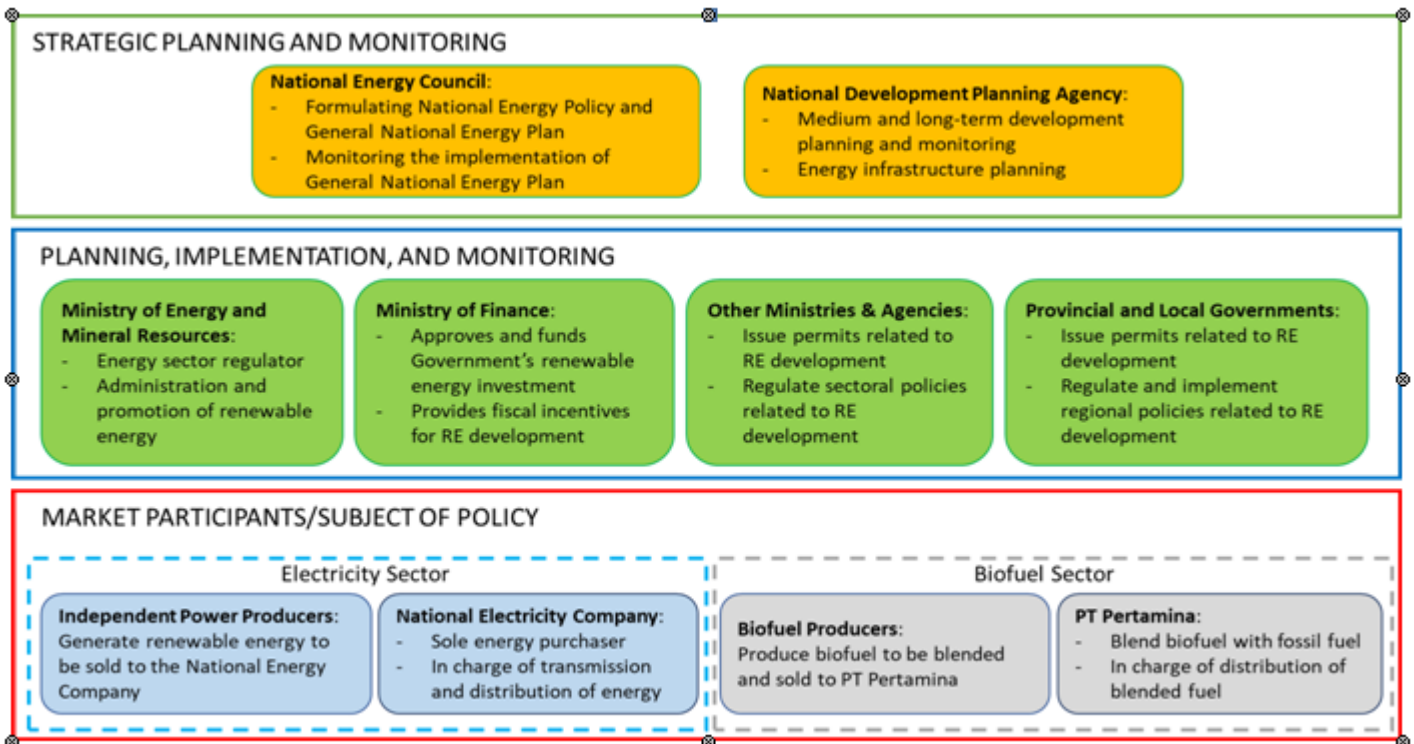 STRATEGIC PLANNING AND MONITORING
National Energy Council:
- Formulating National Energy Policy and
General National Energy Plan
- Monitoring the implementation of
General National Energy Plan
National Development Planning Agency:
- Medium and long-term development
planning and monitoring
- Energy infrastructure planning
PLANNING, IMPLEMENTATION, AND MONITORING
Ministry of Energy and
Mineral Resources:
- Energy sector regulator
- Administration and
promotion of renewable
energy
Ministry of Finance:
- Approves and funds
Government's renewable
energy investment
- Provides fiscal incentives
for RE development
Other Ministries & Agencies:
- Issue permits related to
RE development
- Regulate sectoral policies
related to RE
development
Provincial and Local Governments:
- Issue permits related to RE
development
- Regulate and implement
regional policies related to RE
development
MARKET PARTICIPANTS/SUBJECT OF POLICY
Electricity Sector
Independent Power Producers:
Generate renewable energy to
be sold to the National Energy
Company
National Electricity Company:
- Sole energy purchaser
- In charge of transmission
and distribution of energy
Biofuel Sector
Biofuel Producers:
Produce biofuel to be blended
and sold to PT Pertamina
PT Pertamina:
- Blend biofuel with fossil fuel
- In charge of distribution of
blended fuel